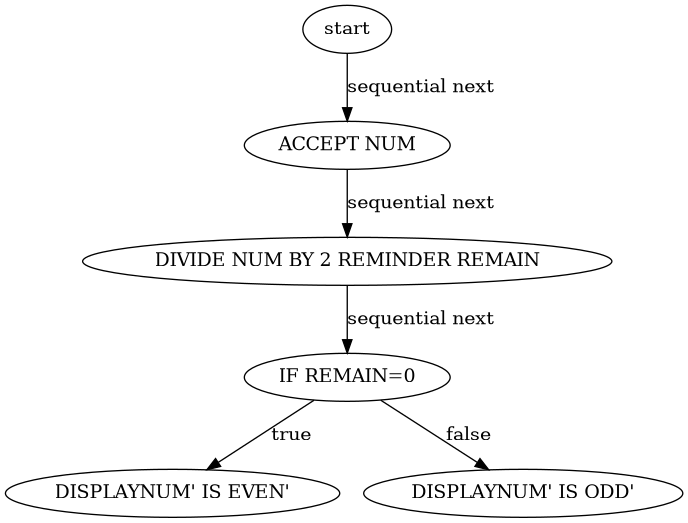 start
sequential next
ACCEPT NUM
sequential next
DIVIDE NUM BY 2 REMINDER REMAIN
sequential next
IF REMAIN=0
true
false
DISPLAYNUM' IS EVEN'
DISPLAYNUM' IS ODD'